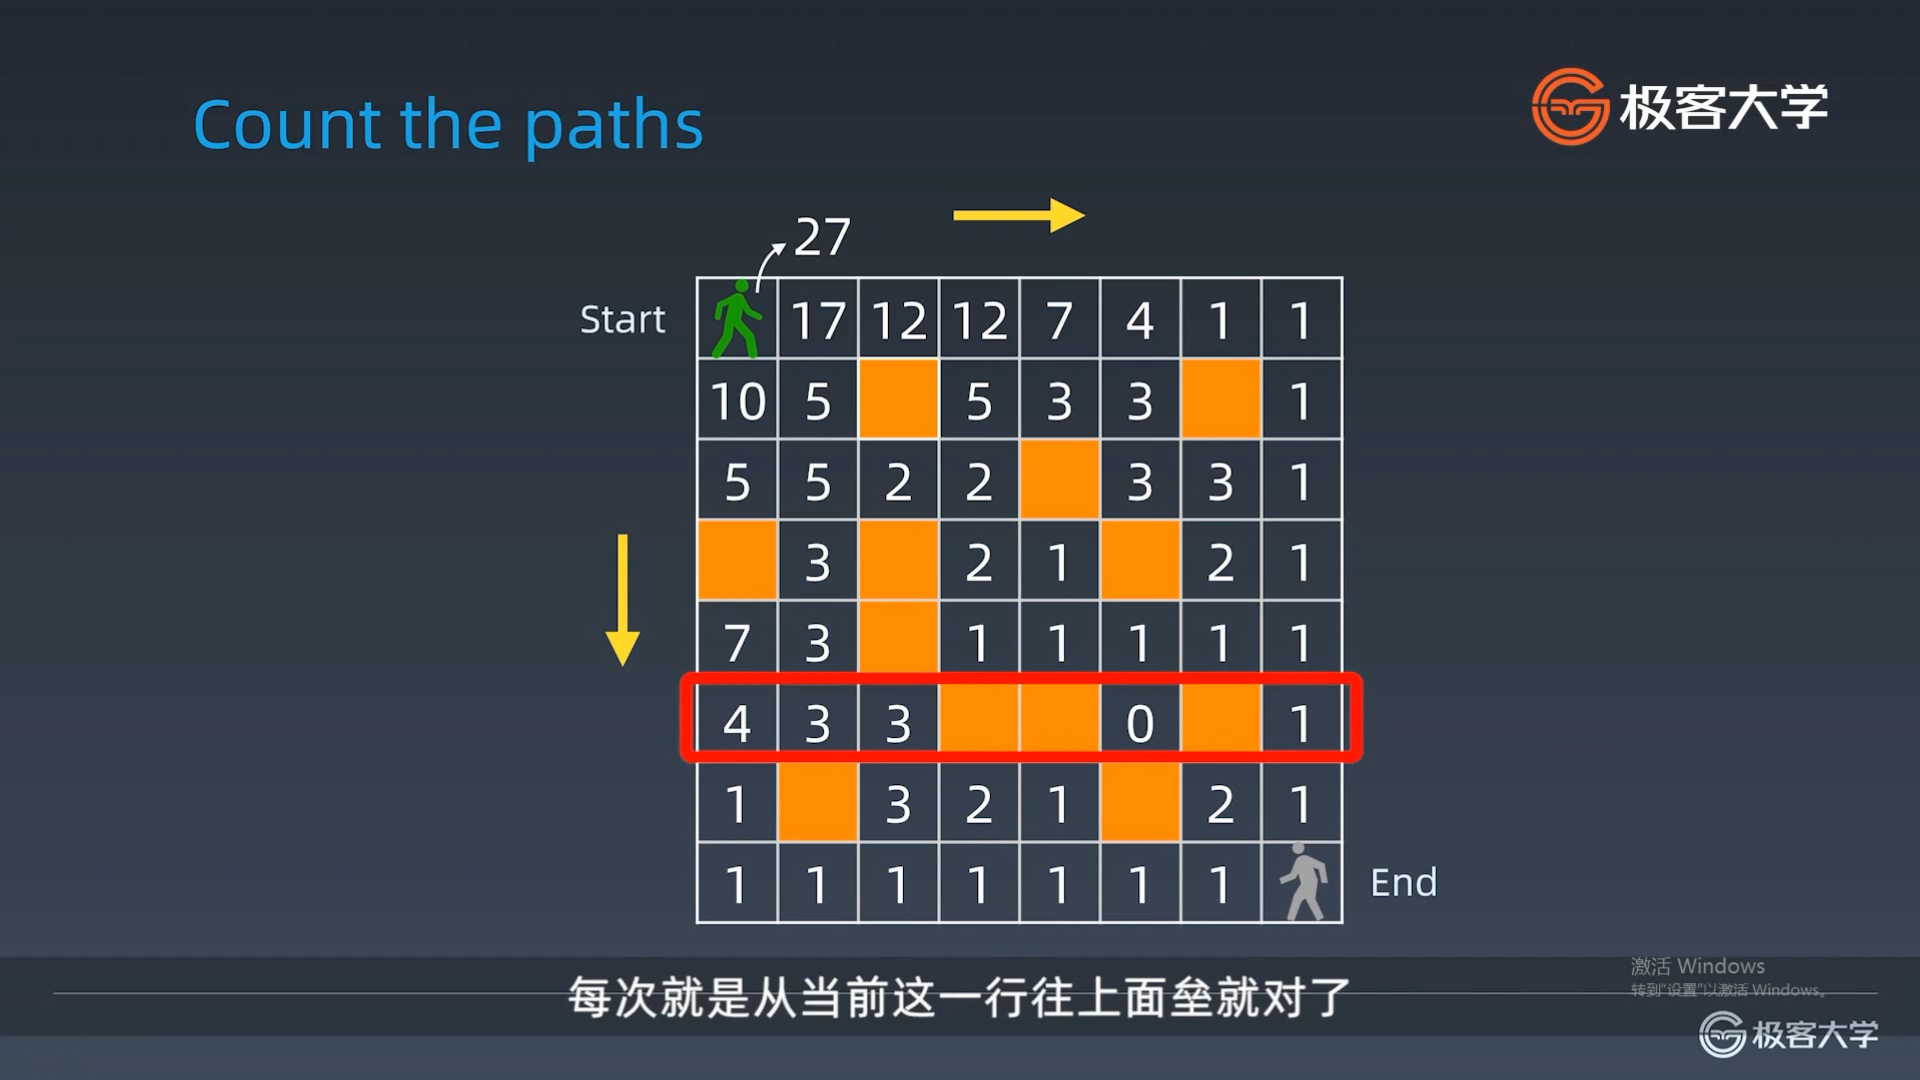 Count the paths
极客大学
27
Start
17 12 12 7 4 1 1
10 5 5 3 3 1
5 5 2 2 3 3 1
3 2 1 2 1
7 3 1 1 1 1 1
4 3 3 0 1
1 3 2 1 2 1
1 1 1 1 1 1 1
End
每次就是从当前这一行往上面垒就对了
激活 Windows
转到“设置”以激活 Windows。
极客大学